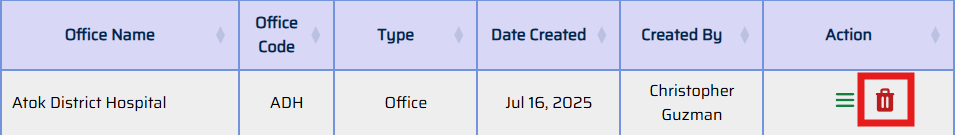 Office Name
Office
Code
Type
Date Created
Created By
Action
Atok District Hospital
ADH
Office
Jul 16, 2025
Christopher
Guzman